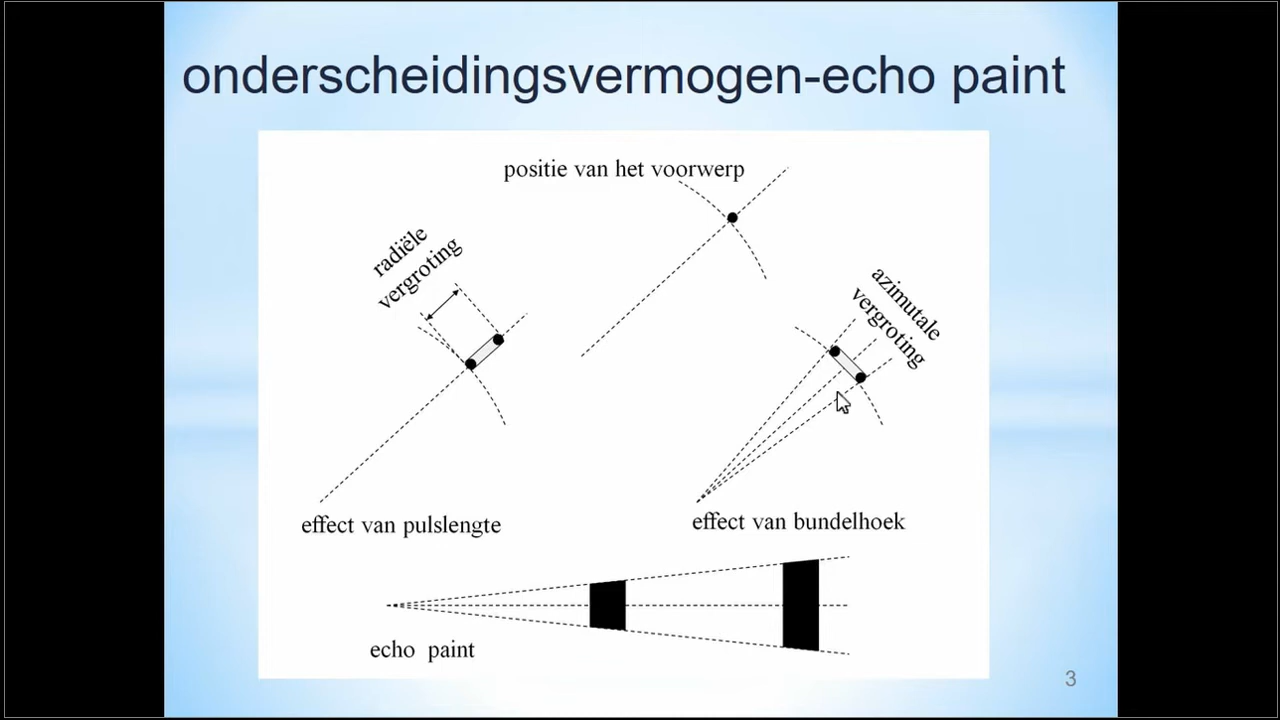 onderscheidingsvermogen-echo paint
positie van het voorwerp
radiële
vergroting
azimutale
vergroting
effect van pulslengte
effect van bundelhoek
echo paint
3